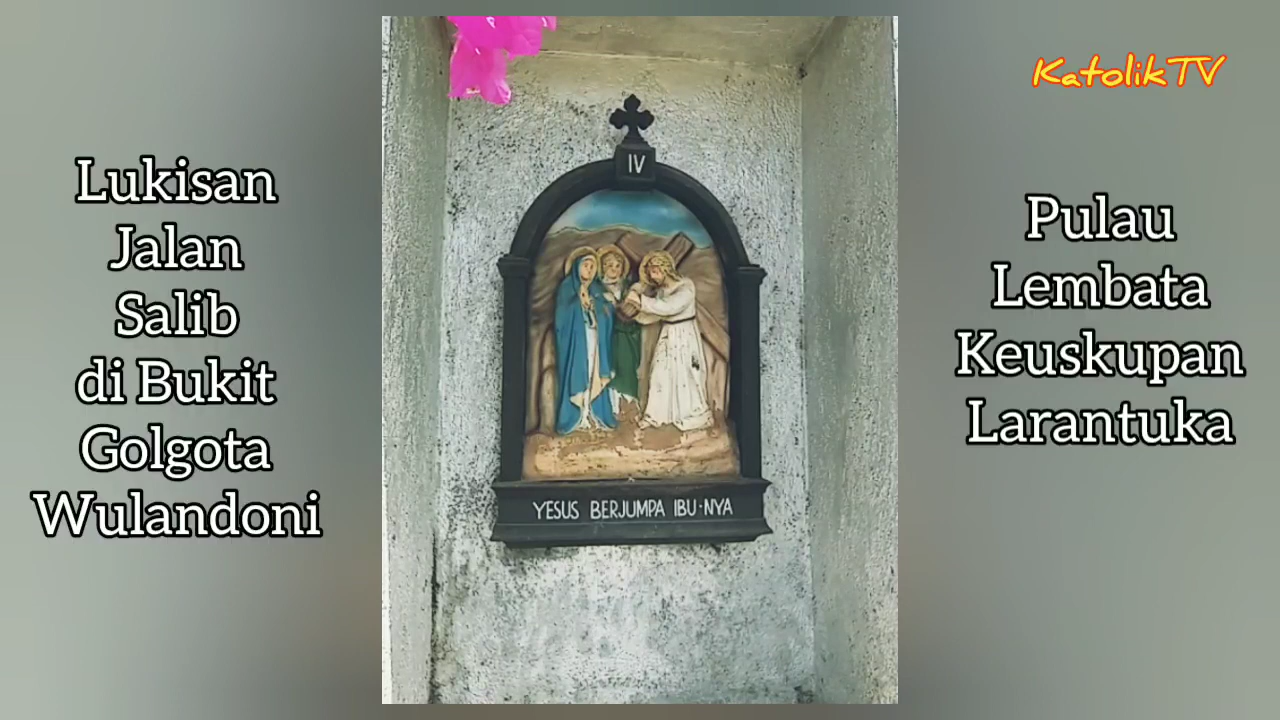 Lukisan
Jalan
Salib
di Bukit
Golgota
Wulandoni
IV
YESUS BERJUMPA IBU-NYA
KatolikTV
Pulau
Lembata
Keuskupan
Larantuka